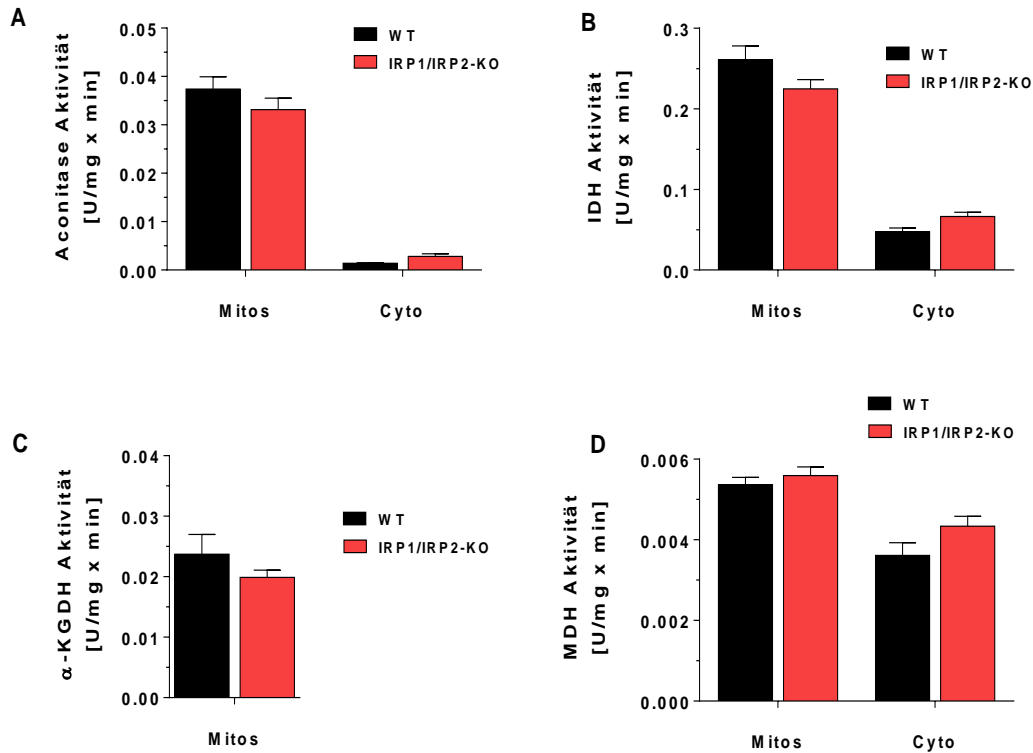 A
Aconitase Aktivität
[U/mg x min]
0.05
0.04
0.03
0.02
0.01
0.00
Mitos Cyto
WT
IRP1/IRP2-KO
B
IDH Aktivität
[U/mg x min]
0.3
0.2
0.1
0.0
Mitos Cyto
WT
IRP1/IRP2-KO
C
α-KGDH Aktivität
[U/mg x min]
0.04
0.03
0.02
0.01
0.00
Mitos
WT
IRP1/IRP2-KO
D
MDH Aktivität
[U/mg x min]
0.006
0.004
0.002
0.000
Mitos Cyto
WT
IRP1/IRP2-KO